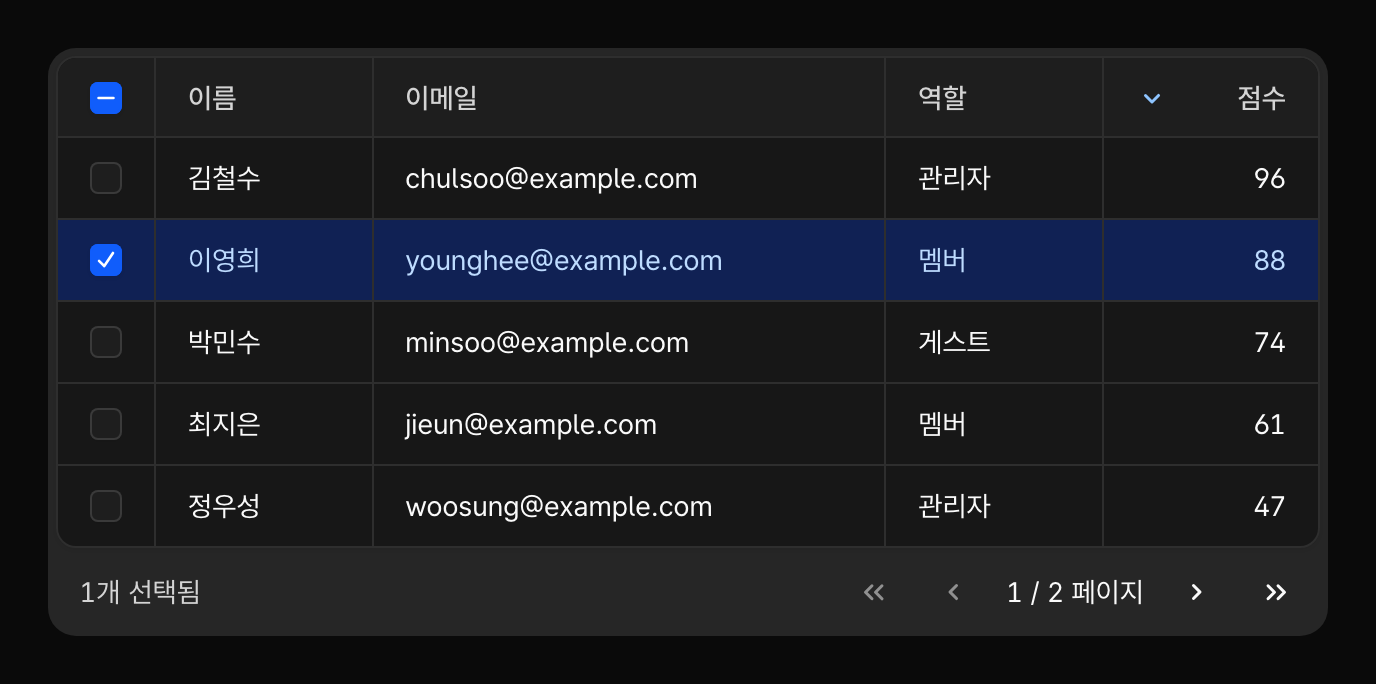 이름 이메일 역할 점수
김철수 chulsoo@example.com 관리자 96
이영희 younghee@example.com 멤버 88
박민수 minsoo@example.com 게스트 74
최지은 jieun@example.com 멤버 61
정우성 woosung@example.com 관리자 47
1개 선택됨 1 / 2 페이지